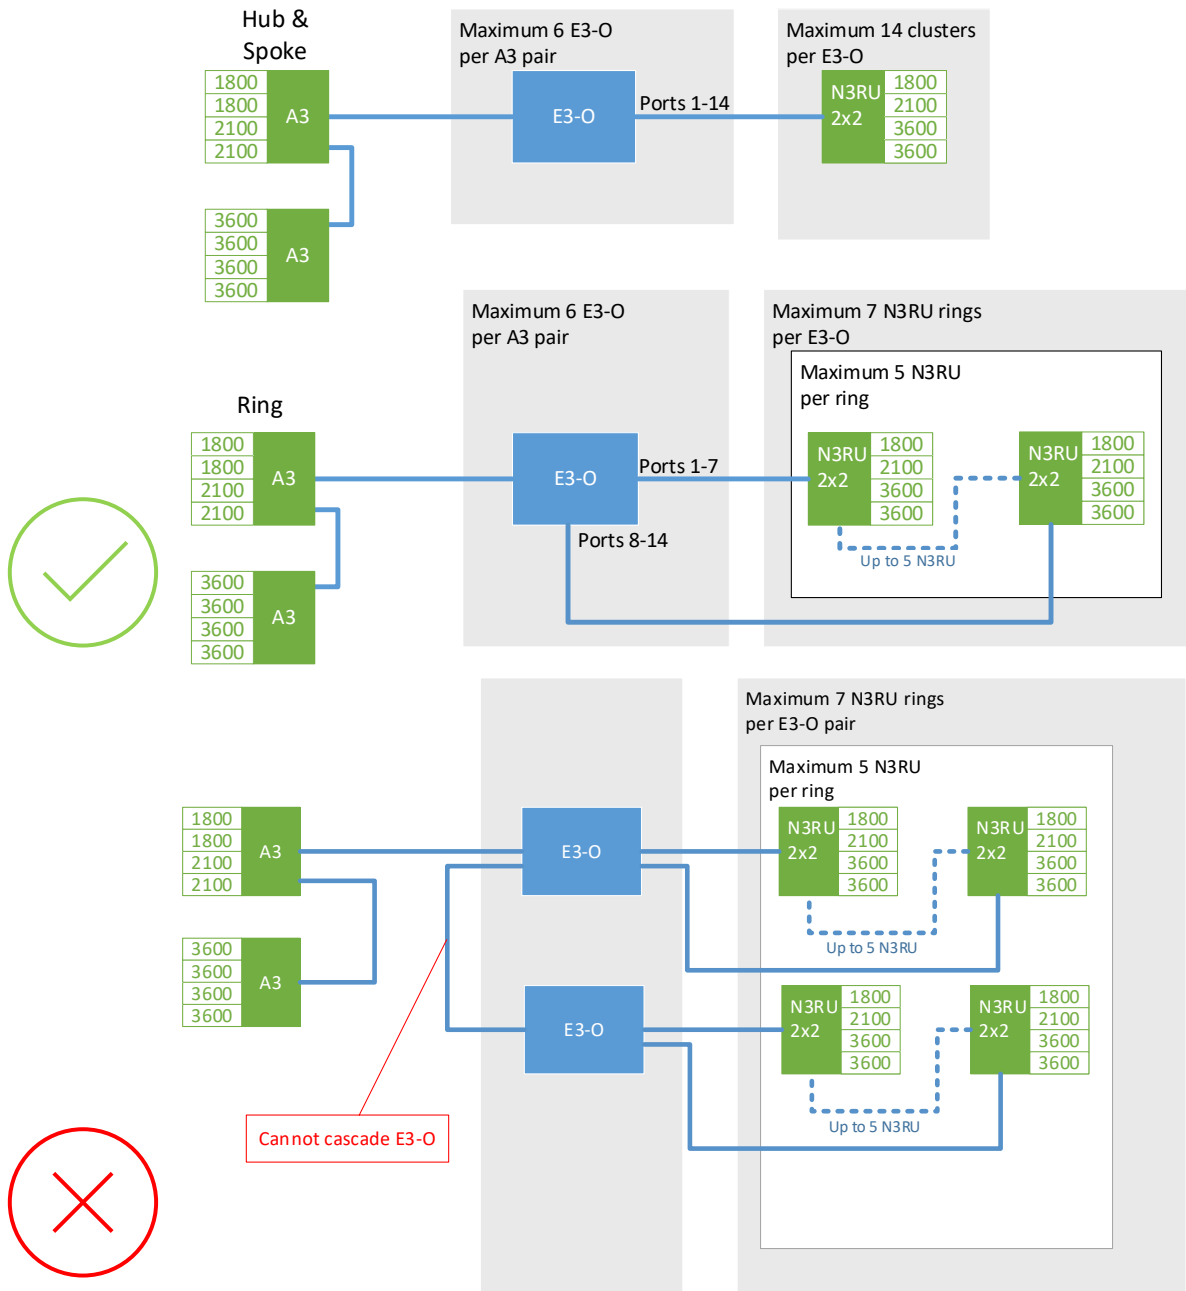 Hub &
Spoke
Maximum 6 E3-O
per A3 pair
Maximum 14 clusters
per E3-O
1800
1800
2100
2100
A3
E3-O
Ports 1-14
N3RU
2x2
1800
2100
3600
3600
3600
3600
3600
3600
A3
Maximum 6 E3-O
per A3 pair
Maximum 7 N3RU rings
per E3-O
Maximum 5 N3RU
per ring
Ring
1800
1800
2100
2100
A3
E3-O
Ports 1-7
N3RU
2x2
1800
2100
3600
3600
N3RU
2x2
1800
2100
3600
3600
Ports 8-14
Up to 5 N3RU
3600
3600
3600
3600
A3
Maximum 7 N3RU rings
per E3-O pair
Maximum 5 N3RU
per ring
1800
1800
2100
2100
A3
E3-O
N3RU
2x2
1800
2100
3600
3600
N3RU
2x2
1800
2100
3600
3600
Up to 5 N3RU
3600
3600
3600
3600
A3
E3-O
N3RU
2x2
1800
2100
3600
3600
N3RU
2x2
1800
2100
3600
3600
Up to 5 N3RU
Cannot cascade E3-O